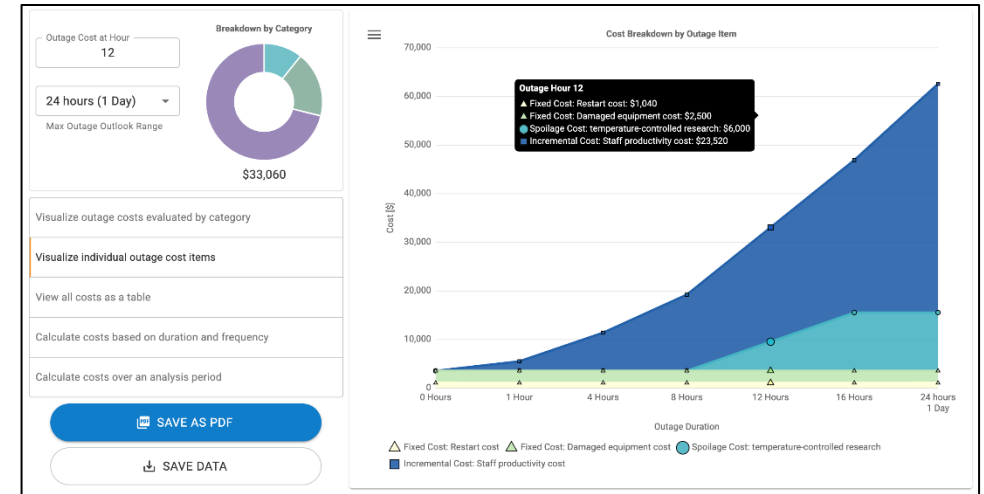 Outage Cost at Hour
12
24 hours (1 Day)
Max Outage Outlook Range
Breakdown by Category
$33,060
Visualize outage costs evaluated by category
Visualize individual outage cost items
View all costs as a table
Calculate costs based on duration and frequency
Calculate costs over an analysis period
PDF SAVE AS PDF
SAVE DATA
Cost Breakdown by Outage Item
70,000
60,000
50,000
40,000
30,000
20,000
10,000
0
Cost [$]
Outage Hour 12
Fixed Cost: Restart cost: $1,040
Fixed Cost: Damaged equipment cost: $2,500
Spoilage Cost: temperature-controlled research: $6,000
Incremental Cost: Staff productivity cost: $23,520
0 Hours
1 Hour
4 Hours
8 Hours
12 Hours
16 Hours
24 hours
1 Day
Outage Duration
Fixed Cost: Restart cost
Fixed Cost: Damaged equipment cost
Spoilage Cost: temperature-controlled research
Incremental Cost: Staff productivity cost